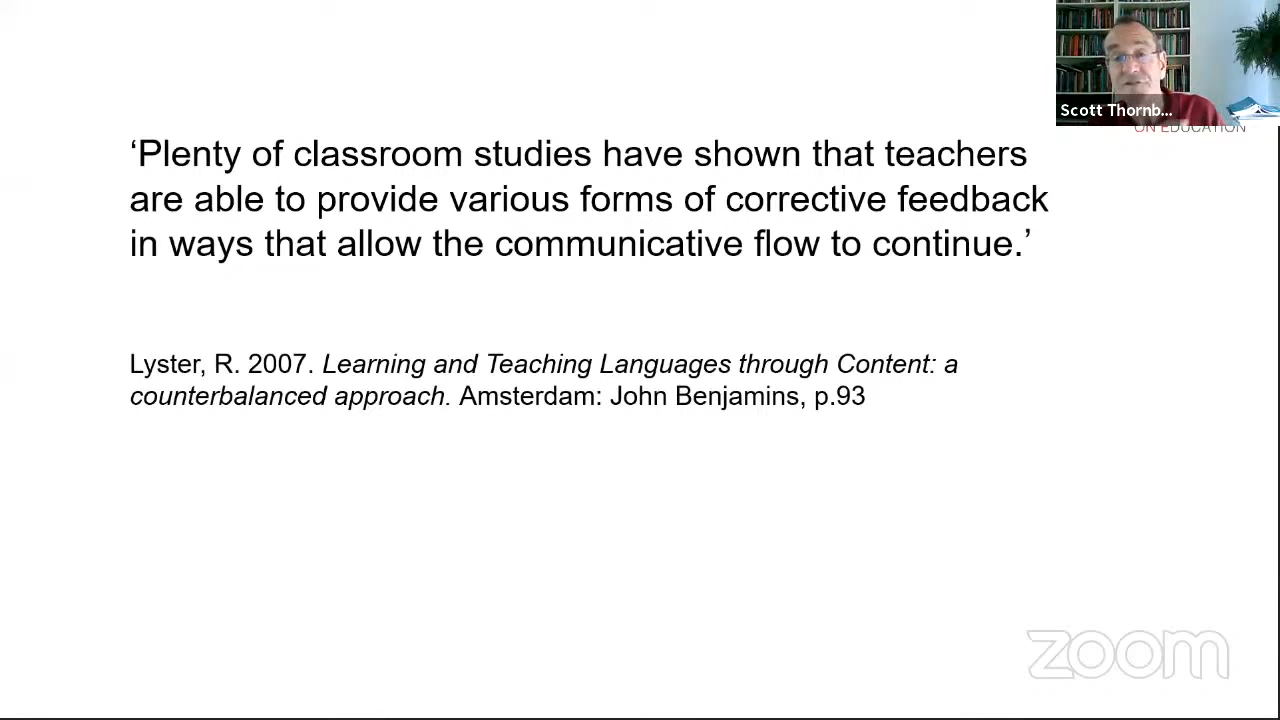 Scott Thornb...
ON EDUCATION
‘Plenty of classroom studies have shown that teachers
are able to provide various forms of corrective feedback
in ways that allow the communicative flow to continue.’
Lyster, R. 2007. Learning and Teaching Languages through Content: a
counterbalanced approach. Amsterdam: John Benjamins, p.93
zoom